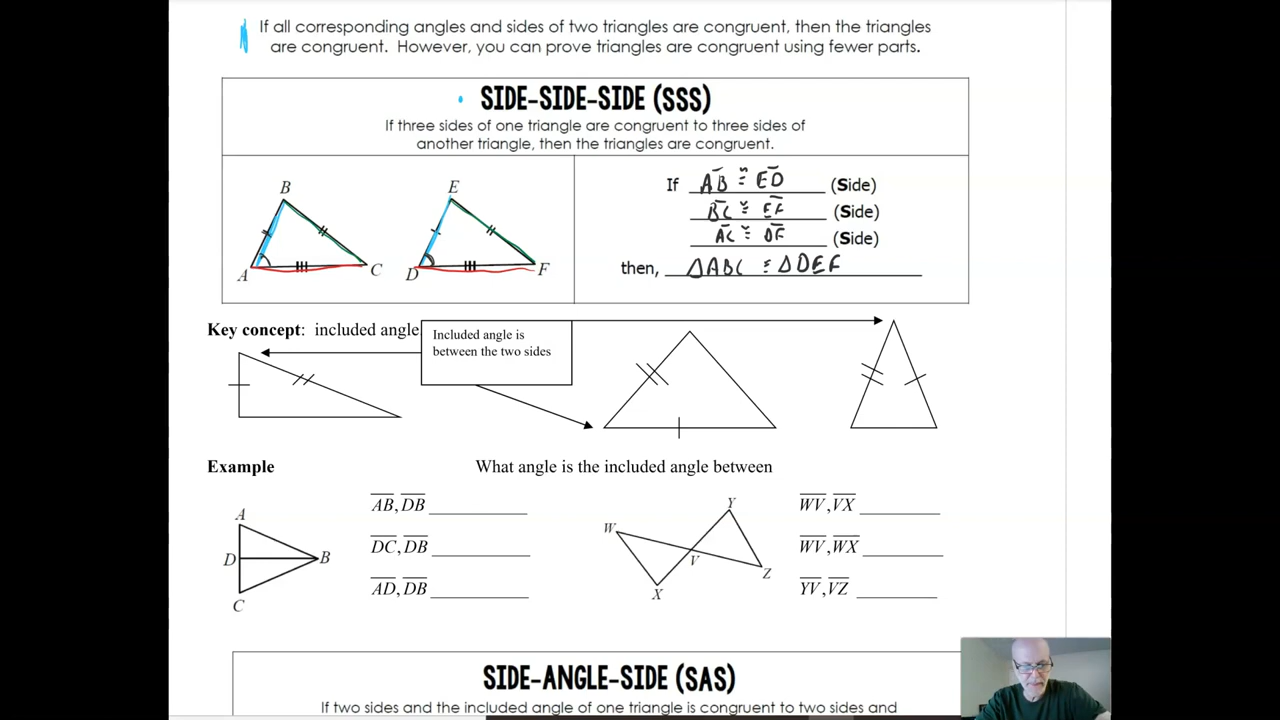 If all corresponding angles and sides of two triangles are congruent, then the triangles
are congruent. However, you can prove triangles are congruent using fewer parts.
SIDE-SIDE-SIDE (SSS)
If three sides of one triangle are congruent to three sides of
another triangle, then the triangles are congruent.
B
A
C
E
D
F
If AB ≅ ED (Side)
BC ≅ EF (Side)
AC ≅ DF (Side)
then, △ABC ≅ △DEF
Key concept: included angle
Included angle is
between the two sides
Example
What angle is the included angle between
A
D
B
C
AB, DB
DC, DB
AD, DB
W
Y
V
X
Z
WV, VX
WV, WX
YV, VZ
SIDE-ANGLE-SIDE (SAS)
If two sides and the included angle of one triangle is congruent to two sides and